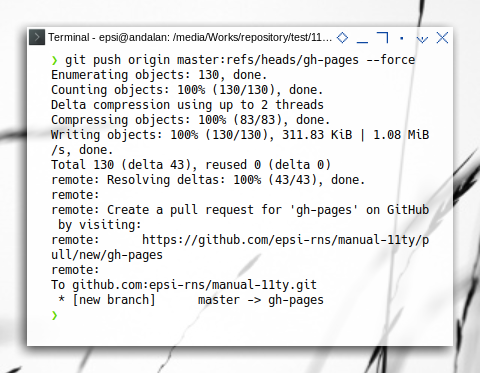 Terminal - epsi@andalan: /media/Works/repository/test/11...
❯ git push origin master:refs/heads/gh-pages --force
Enumerating objects: 130, done.
Counting objects: 100% (130/130), done.
Delta compression using up to 2 threads
Compressing objects: 100% (83/83), done.
Writing objects: 100% (130/130), 311.83 KiB | 1.08 MiB
/s, done.
Total 130 (delta 43), reused 0 (delta 0)
remote: Resolving deltas: 100% (43/43), done.
remote:
remote: Create a pull request for 'gh-pages' on GitHub
 by visiting:
remote:      https://github.com/epsi-rns/manual-11ty/p
ull/new/gh-pages
remote:
To github.com:epsi-rns/manual-11ty.git
 * [new branch]      master -> gh-pages
❯